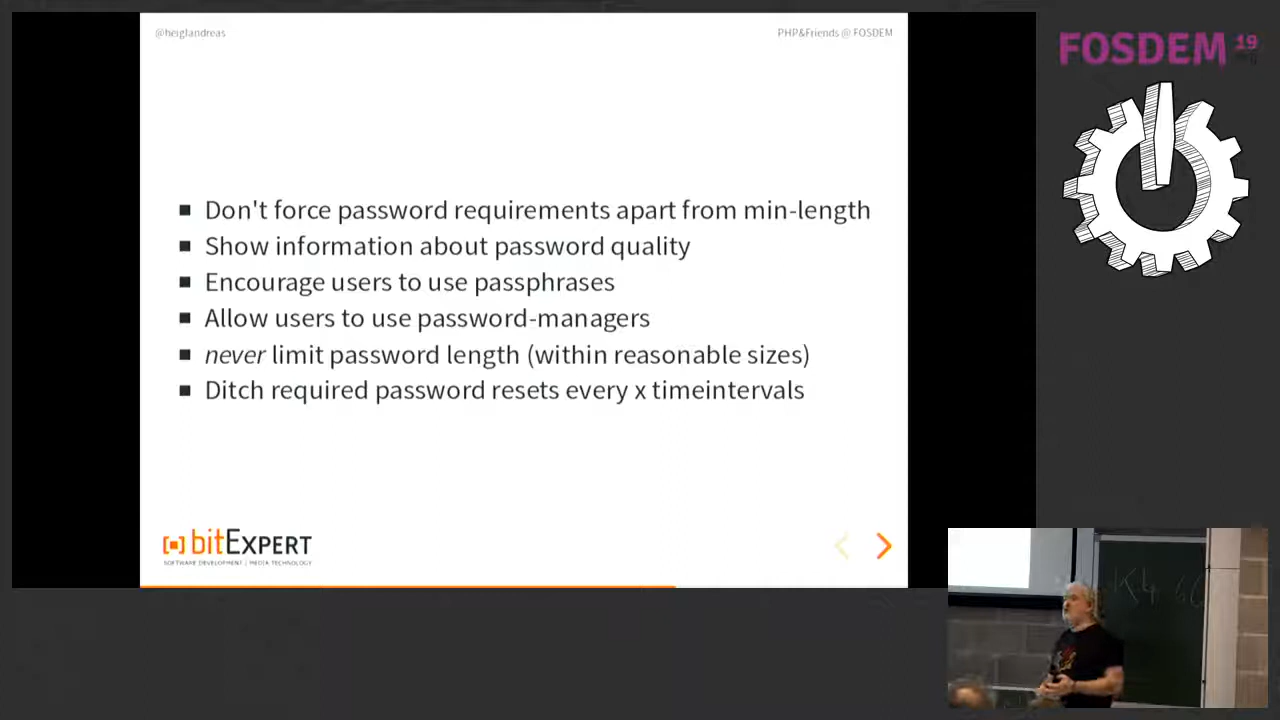 @heiglandreas
PHP&Friends @ FOSDEM
FOSDEM 19
Don't force password requirements apart from min-length
Show information about password quality
Encourage users to use passphrases
Allow users to use password-managers
never limit password length (within reasonable sizes)
Ditch required password resets every x timeintervals
[▪] bitExpert
SOFTWARE DEVELOPMENT | MEDIA TECHNOLOGY